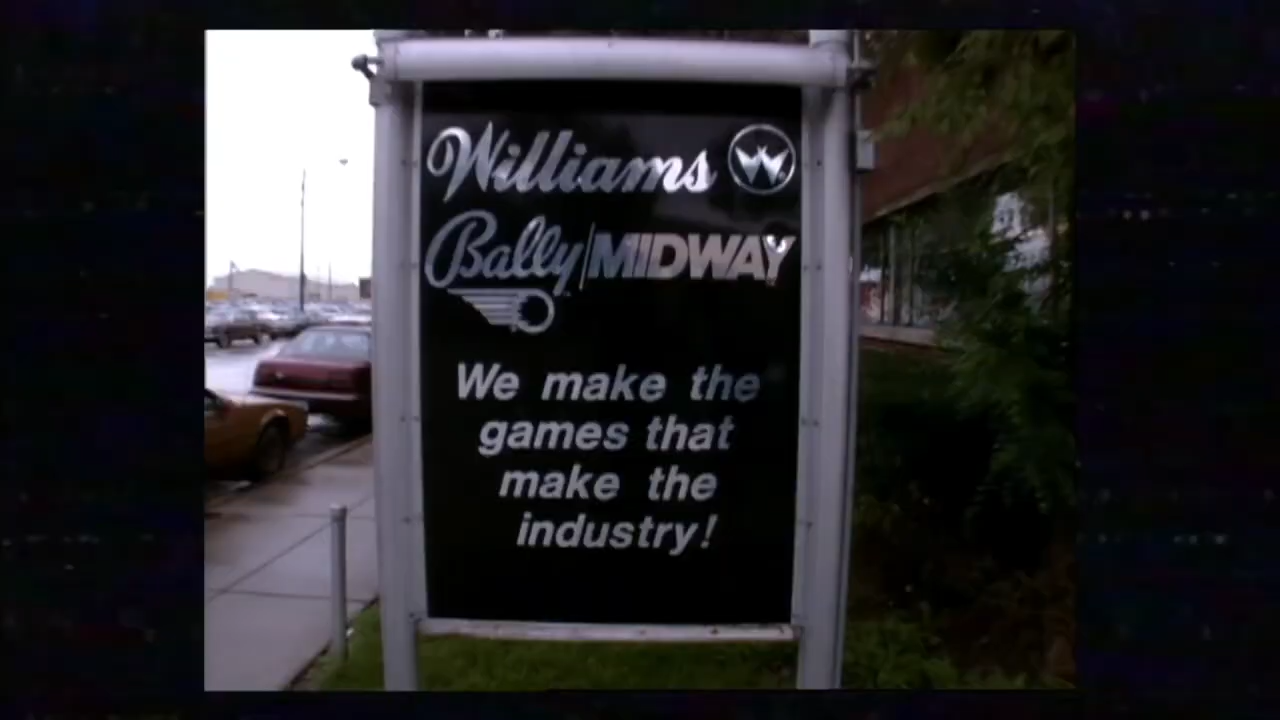 Williams W
Bally/MIDWAY
We make the
games that
make the
industry!